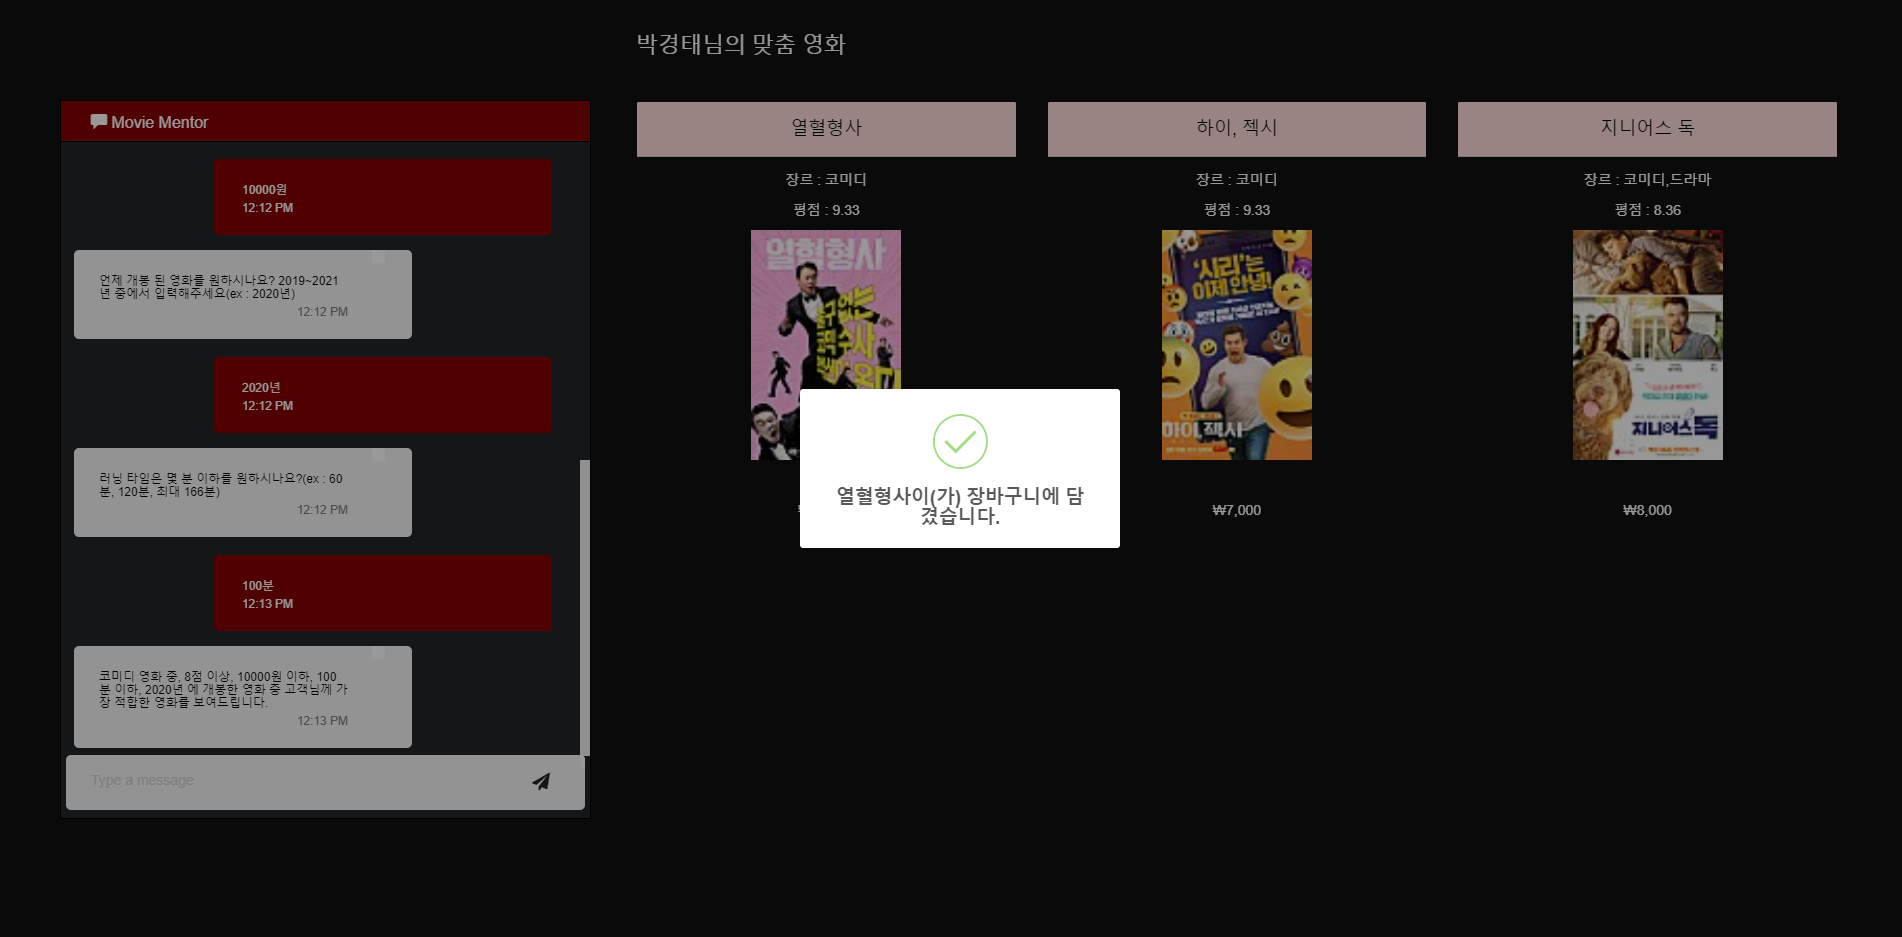 박경태님의 맞춤 영화
Movie Mentor
10000원
12:12 PM
언제 개봉 된 영화를 원하시나요? 2019~2021
년 중에서 입력해주세요(ex : 2020년)
12:12 PM
2020년
12:12 PM
러닝 타임은 몇 분 이하를 원하시나요?(ex : 60
분, 120분, 최대 166분)
12:12 PM
100분
12:13 PM
코미디 영화 중, 8점 이상, 10000원 이하, 100
분 이하, 2020년 에 개봉한 영화 중 고객님께 가
장 적합한 영화를 보여드립니다.
12:13 PM
Type a message
열혈형사
장르 : 코미디
평점 : 9.33
열혈형사
하이, 젝시
장르 : 코미디
평점 : 9.33
'시리'는
이제 안녕!
하이, 젝시
₩7,000
지니어스 독
장르 : 코미디,드라마
평점 : 8.36
지니어스독
₩8,000
열혈형사이(가) 장바구니에 담
겼습니다.